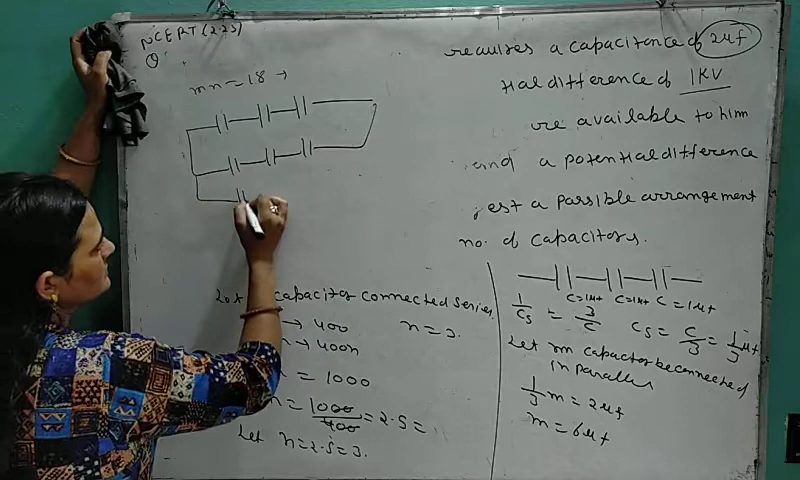 NCERT (2.23)
Q
mn = 18 →
requires a capacitance of 2μf
tial difference of 1KV
are available to him
and a potential difference
est a possible arrangement
no. of capacitors.
capacitor connected series
→ 400
n = 3.
→ 400n
= 1000
= 1000/400 = 2.5 =
Let n = 2.5 = 3.
C=1μf C=1μf C=1μf
1/Cs = 3/C Cs = C/3 = 1/3 μf
Let m capacitor be connected
in parallel
1/3 m = 2μf
m = 6μf